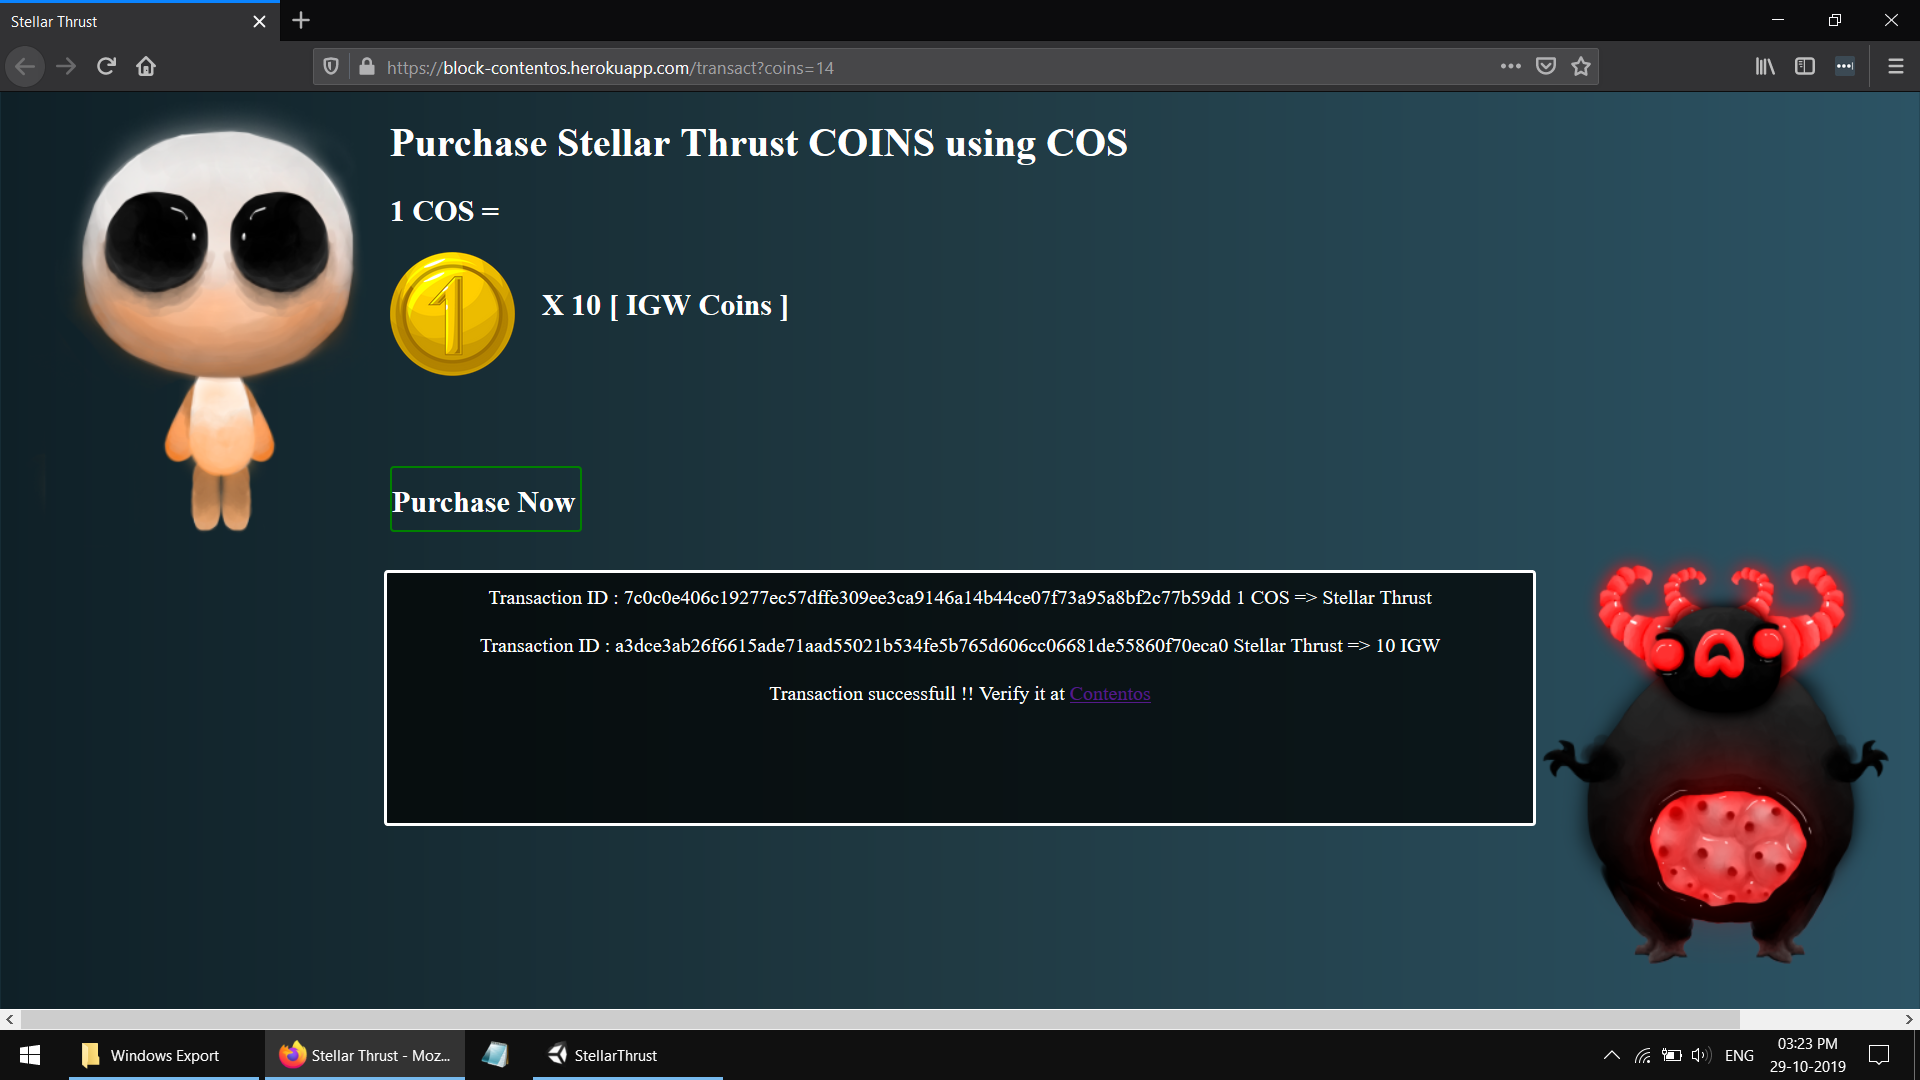 Stellar Thrust
https://block-contentos.herokuapp.com/transact?coins=14
Purchase Stellar Thrust COINS using COS
1 COS =
1
X 10 [ IGW Coins ]
Purchase Now
Transaction ID : 7c0c0e406c19277ec57dffe309ee3ca9146a14b44ce07f73a95a8bf2c77b59dd 1 COS => Stellar Thrust
Transaction ID : a3dce3ab26f6615ade71aad55021b534fe5b765d606cc06681de55860f70eca0 Stellar Thrust => 10 IGW
Transaction successfull !! Verify it at Contentos
Windows Export
Stellar Thrust - Moz...
StellarThrust
ENG
03:23 PM
29-10-2019